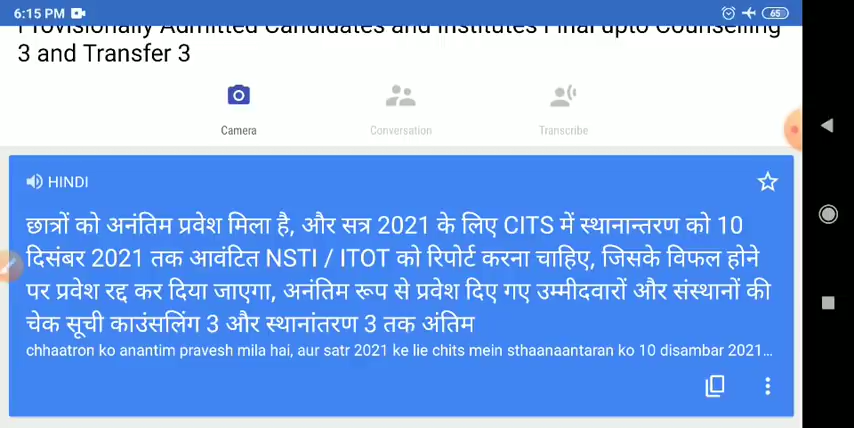 6:15 PM
65
Provisionally Admitted Candidates and Institutes Final upto Counselling
3 and Transfer 3
Camera
Conversation
Transcribe
HINDI
छात्रों को अनंतिम प्रवेश मिला है, और सत्र 2021 के लिए CITS में स्थानान्तरण को 10
दिसंबर 2021 तक आवंटित NSTI / ITOT को रिपोर्ट करना चाहिए, जिसके विफल होने
पर प्रवेश रद्द कर दिया जाएगा, अनंतिम रूप से प्रवेश दिए गए उम्मीदवारों और संस्थानों की
चेक सूची काउंसलिंग 3 और स्थानांतरण 3 तक अंतिम
chhaatron ko anantim pravesh mila hai, aur satr 2021 ke lie chits mein sthaanaantaran ko 10 disambar 2021...